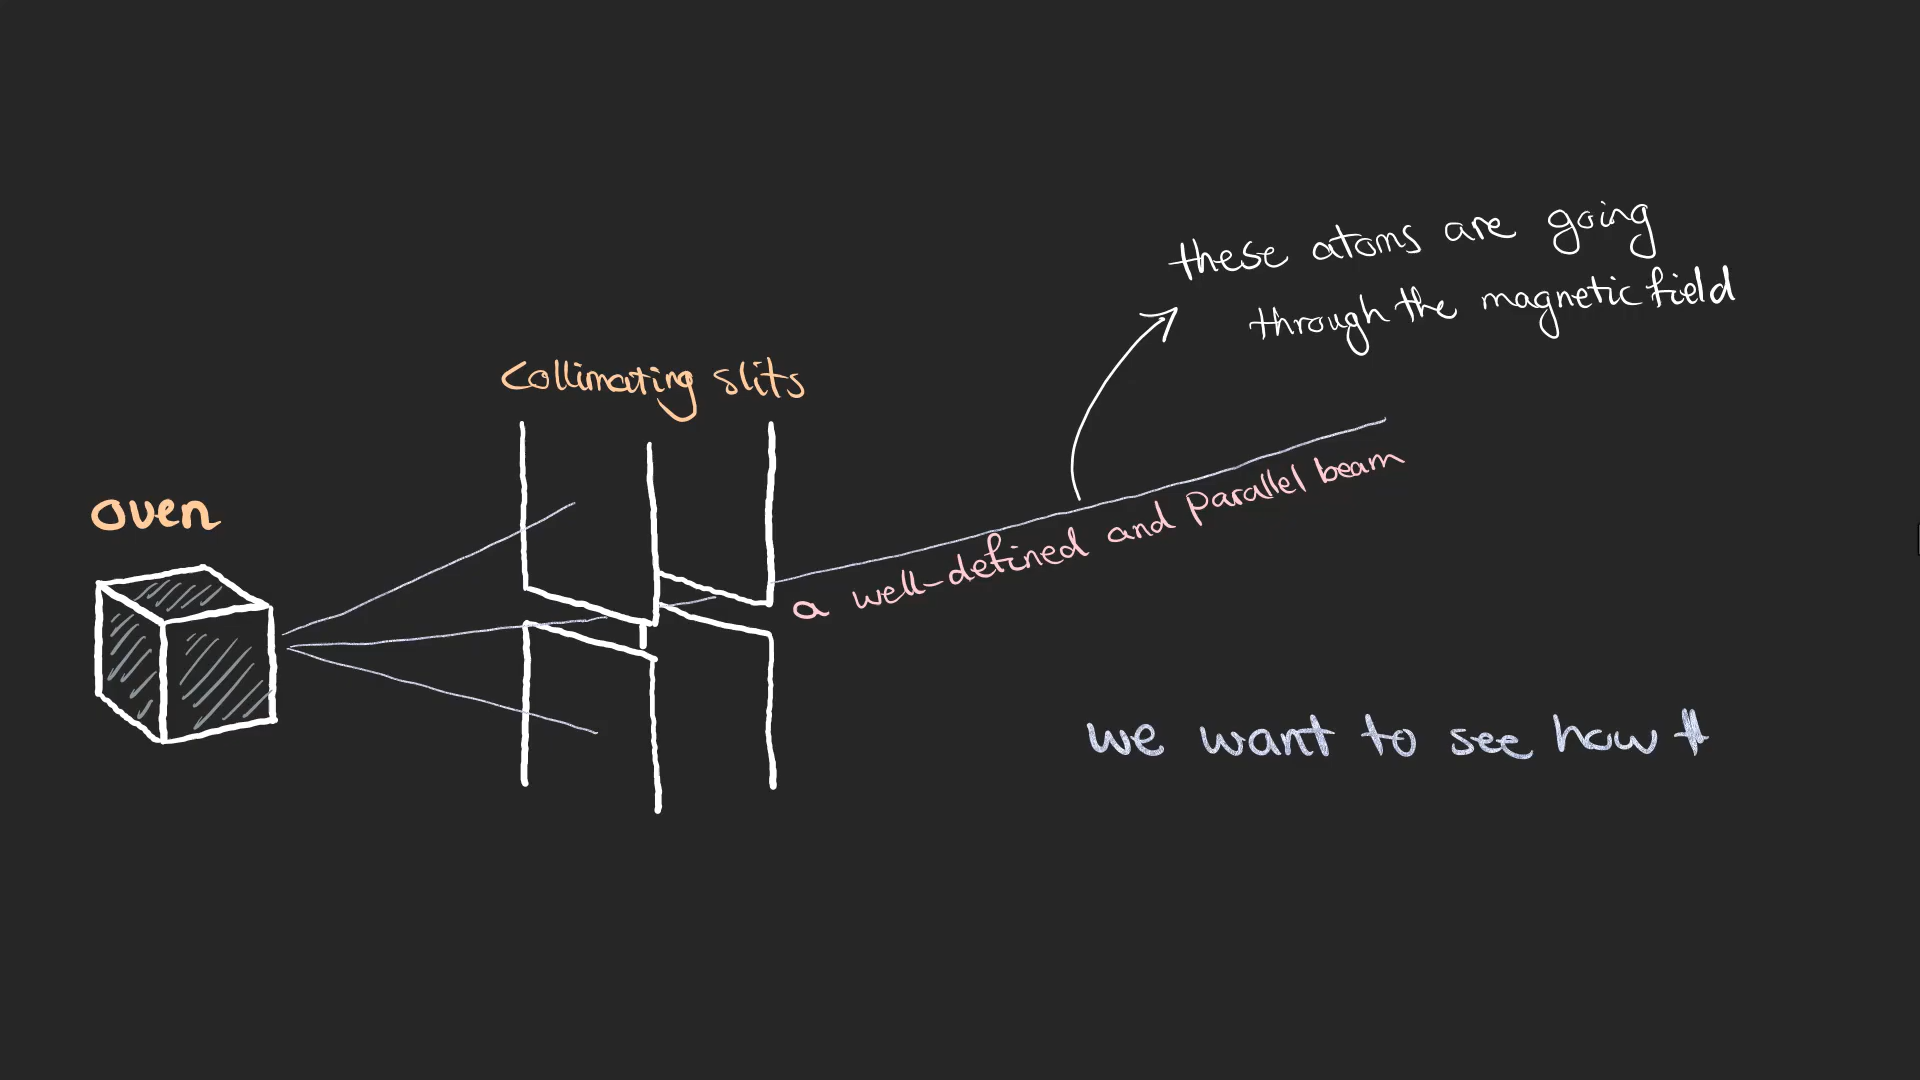 these atoms are going
through the magnetic field
Collimating slits
oven
a well-defined and parallel beam
we want to see how